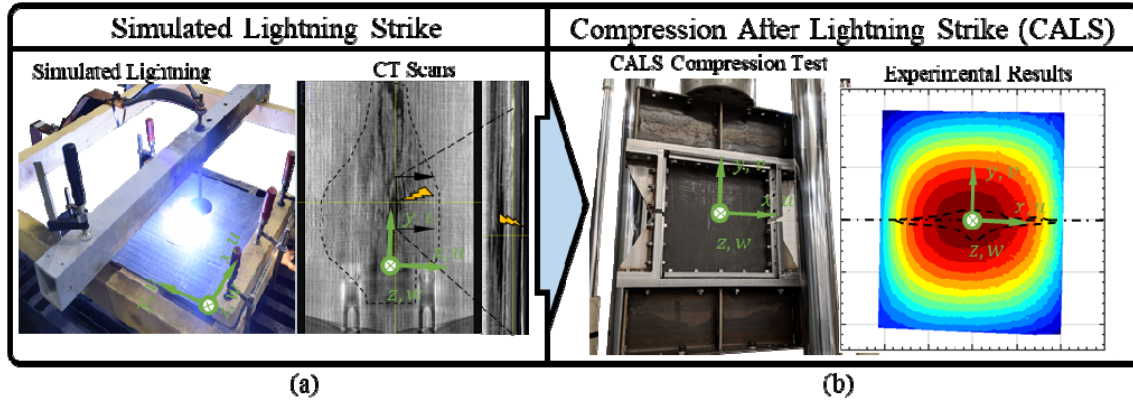 Simulated Lightning Strike
Compression After Lightning Strike (CALS)
Simulated Lightning
CT Scans
CALS Compression Test
Experimental Results
z, w
y, v
x, u
z, w
y, v
x, u
z, w
(a)
(b)